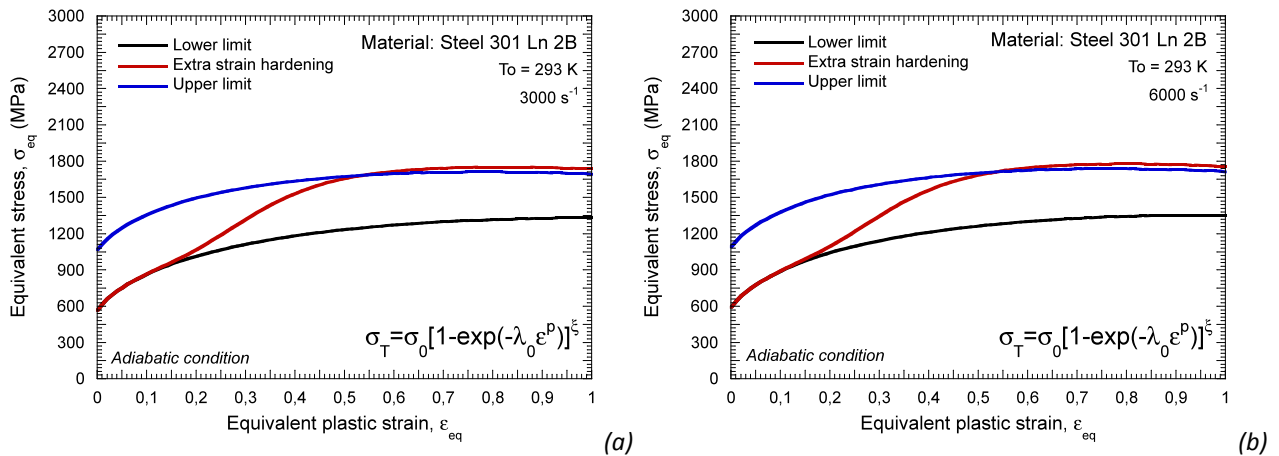 3000
2700
2400
2100
1800
1500
1200
900
600
300
0
Equivalent stress, σeq (MPa)
Lower limit
Extra strain hardening
Upper limit
Material: Steel 301 Ln 2B
To = 293 K
3000 s-1
σT=σ0[1-exp(-λ0εp)]ξ
Adiabatic condition
0 0,1 0,2 0,3 0,4 0,5 0,6 0,7 0,8 0,9 1
Equivalent plastic strain, εeq
(a)
3000
2700
2400
2100
1800
1500
1200
900
600
300
0
Equivalent stress, σeq (MPa)
Lower limit
Extra strain hardening
Upper limit
Material: Steel 301 Ln 2B
To = 293 K
6000 s-1
σT=σ0[1-exp(-λ0εp)]ξ
Adiabatic condition
0 0,1 0,2 0,3 0,4 0,5 0,6 0,7 0,8 0,9 1
Equivalent plastic strain, εeq
(b)